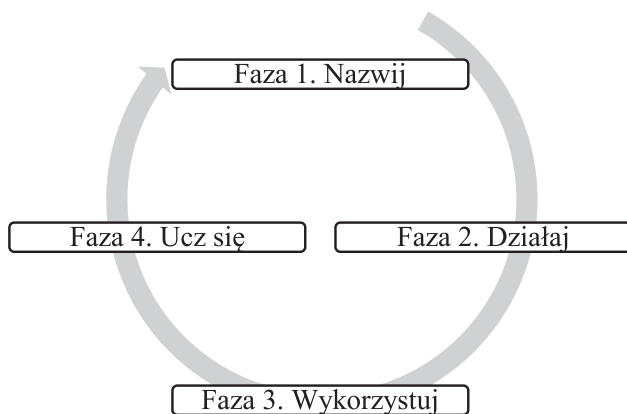 Faza 1. Nazwij
Faza 4. Ucz się
Faza 2. Działaj
Faza 3. Wykorzystuj